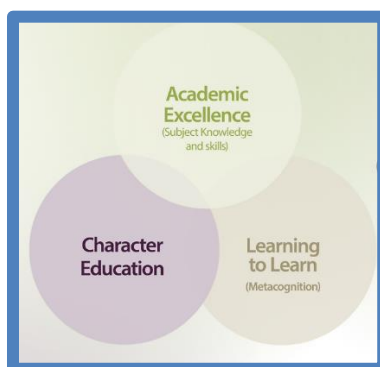 Academic
Excellence
(Subject Knowledge
and skills)
Character
Education
Learning
to Learn
(Metacognition)